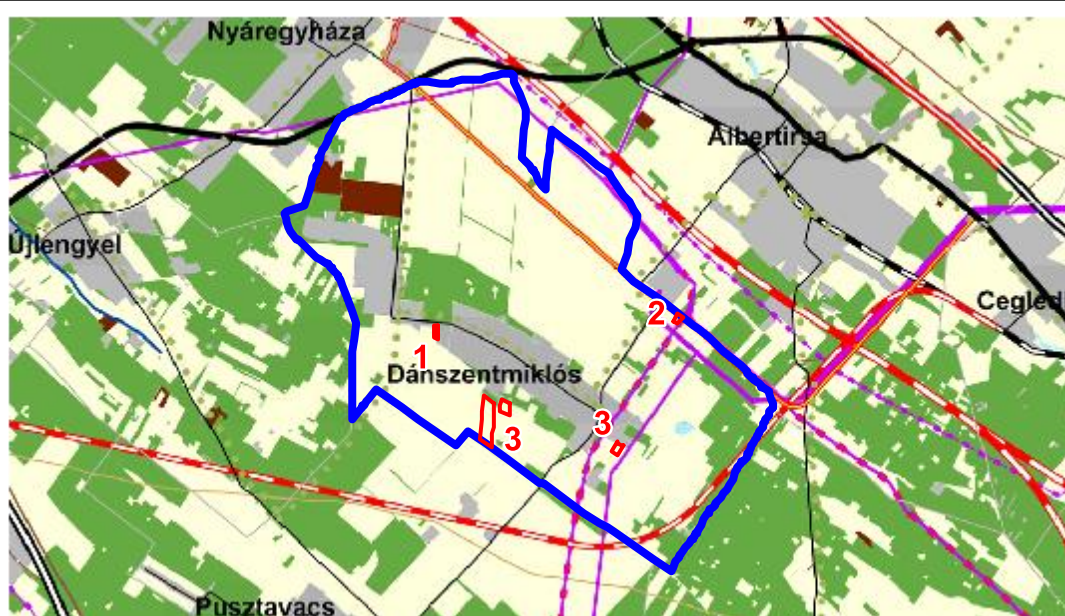 Nyáregyháza
Albertirsa
Újlengyel
Cegléd
2
1
Dánszentmiklós
3
3
Pusztavacs